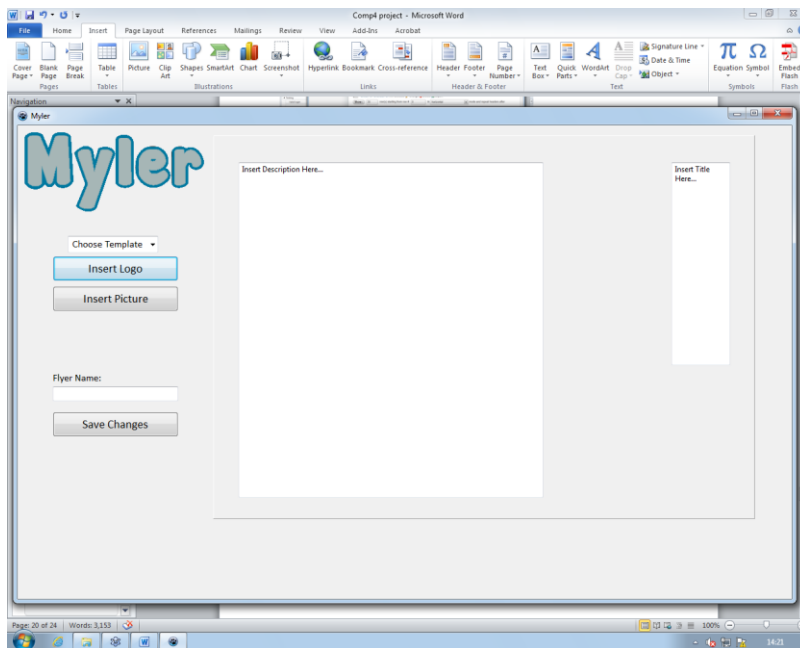 Comp4 project - Microsoft Word
File Home Insert Page Layout References Mailings Review View Add-Ins Acrobat
Cover Page Blank Page Page Break Table Picture Clip Art Shapes SmartArt Chart Screenshot Hyperlink Bookmark Cross-reference Header Footer Page Number Text Box Quick Parts WordArt Drop Cap Signature Line Date & Time Object Equation Symbol Embed Flash
Pages Tables Illustrations Links Header & Footer Text Symbols Flash
Navigation
Myler
Myler
Insert Description Here...
Insert Title
Here...
Choose Template
Insert Logo
Insert Picture
Flyer Name:
Save Changes
Page: 20 of 24 Words: 3,153 100%
14:21